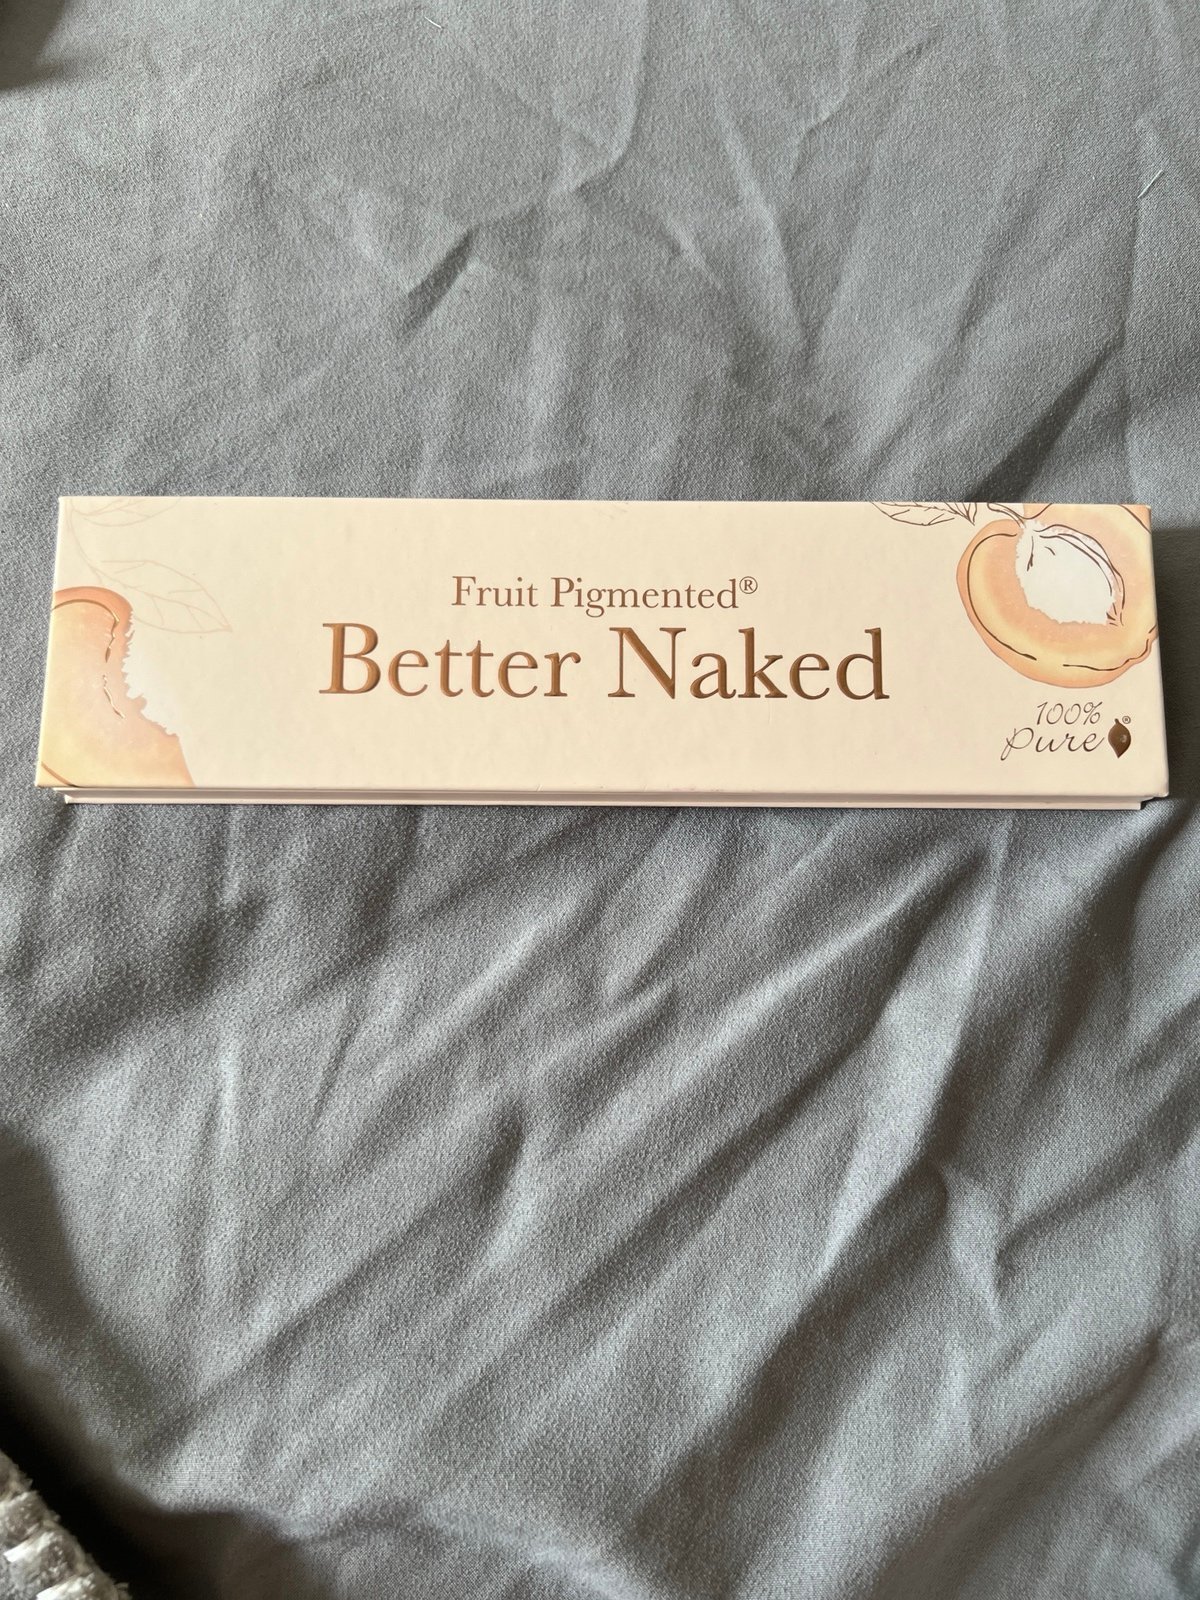 Fruit Pigmented®
Better Naked
100%
Pure®